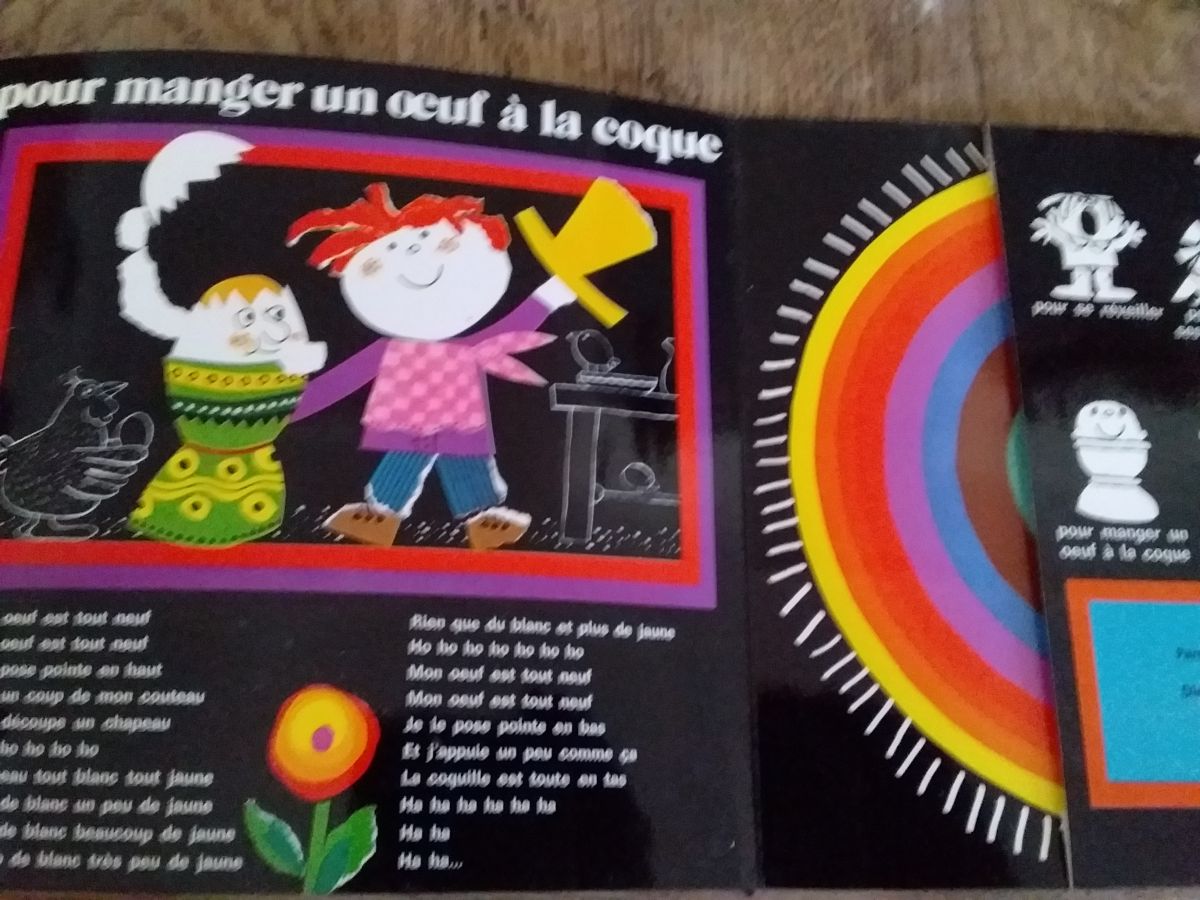 pour manger un œuf à la coque
oeuf est tout neuf
oeuf est tout neuf
pose pointe en haut
un coup de mon couteau
découpe un chapeau
ho ho ho ho
eau tout blanc tout jaune
de blanc un peu de jaune
de blanc beaucoup de jaune
de blanc très peu de jaune
Rien que du blanc et plus de jaune
Ho ho ho ho ho ho ho
Mon oeuf est tout neuf
Mon oeuf est tout neuf
Je le pose pointe en bas
Et j'appuie un peu comme ça
La coquille est toute en tas
Ha ha ha ha ha ha
Ha ha
Ha ha...
pour se réveiller
pour manger un
oeuf à la coque